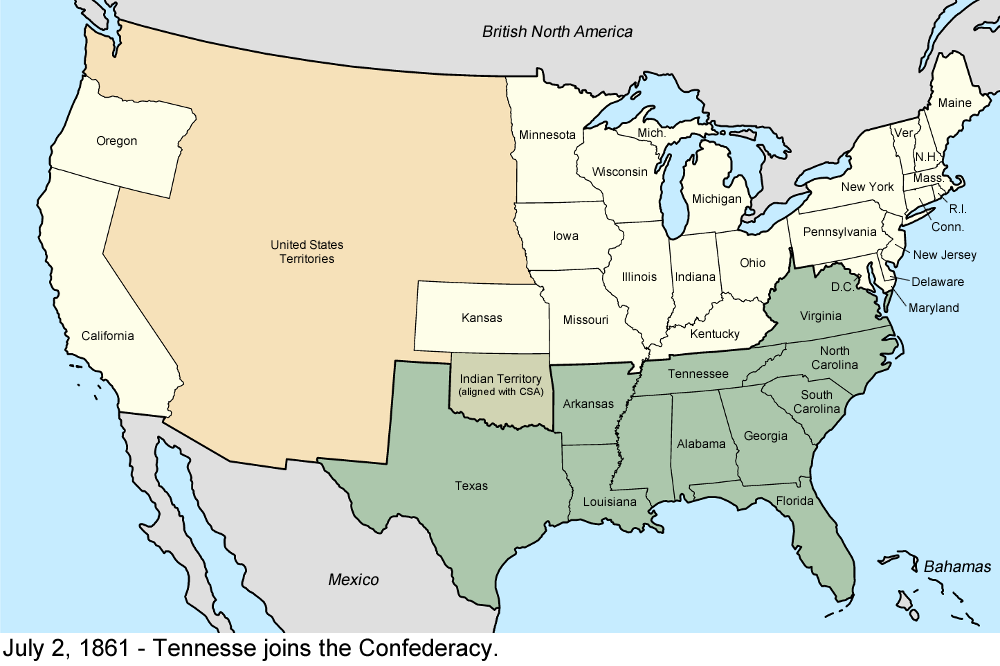 British North America
Maine
Ver.
Minnesota
Mich.
Oregon
N.H.
Wisconsin
Mass.
New York
Michigan
R.I.
Conn.
Pennsylvania
Iowa
United States
Territories
New Jersey
Ohio
Illinois
Indiana
Delaware
D.C.
Maryland
Virginia
Kansas
Missouri
California
Kentucky
North
Carolina
Tennessee
Indian Territory
(aligned with CSA)
South
Carolina
Arkansas
Georgia
Alabama
Texas
Louisiana
Florida
Bahamas
Mexico
July 2, 1861 - Tennesse joins the Confederacy.